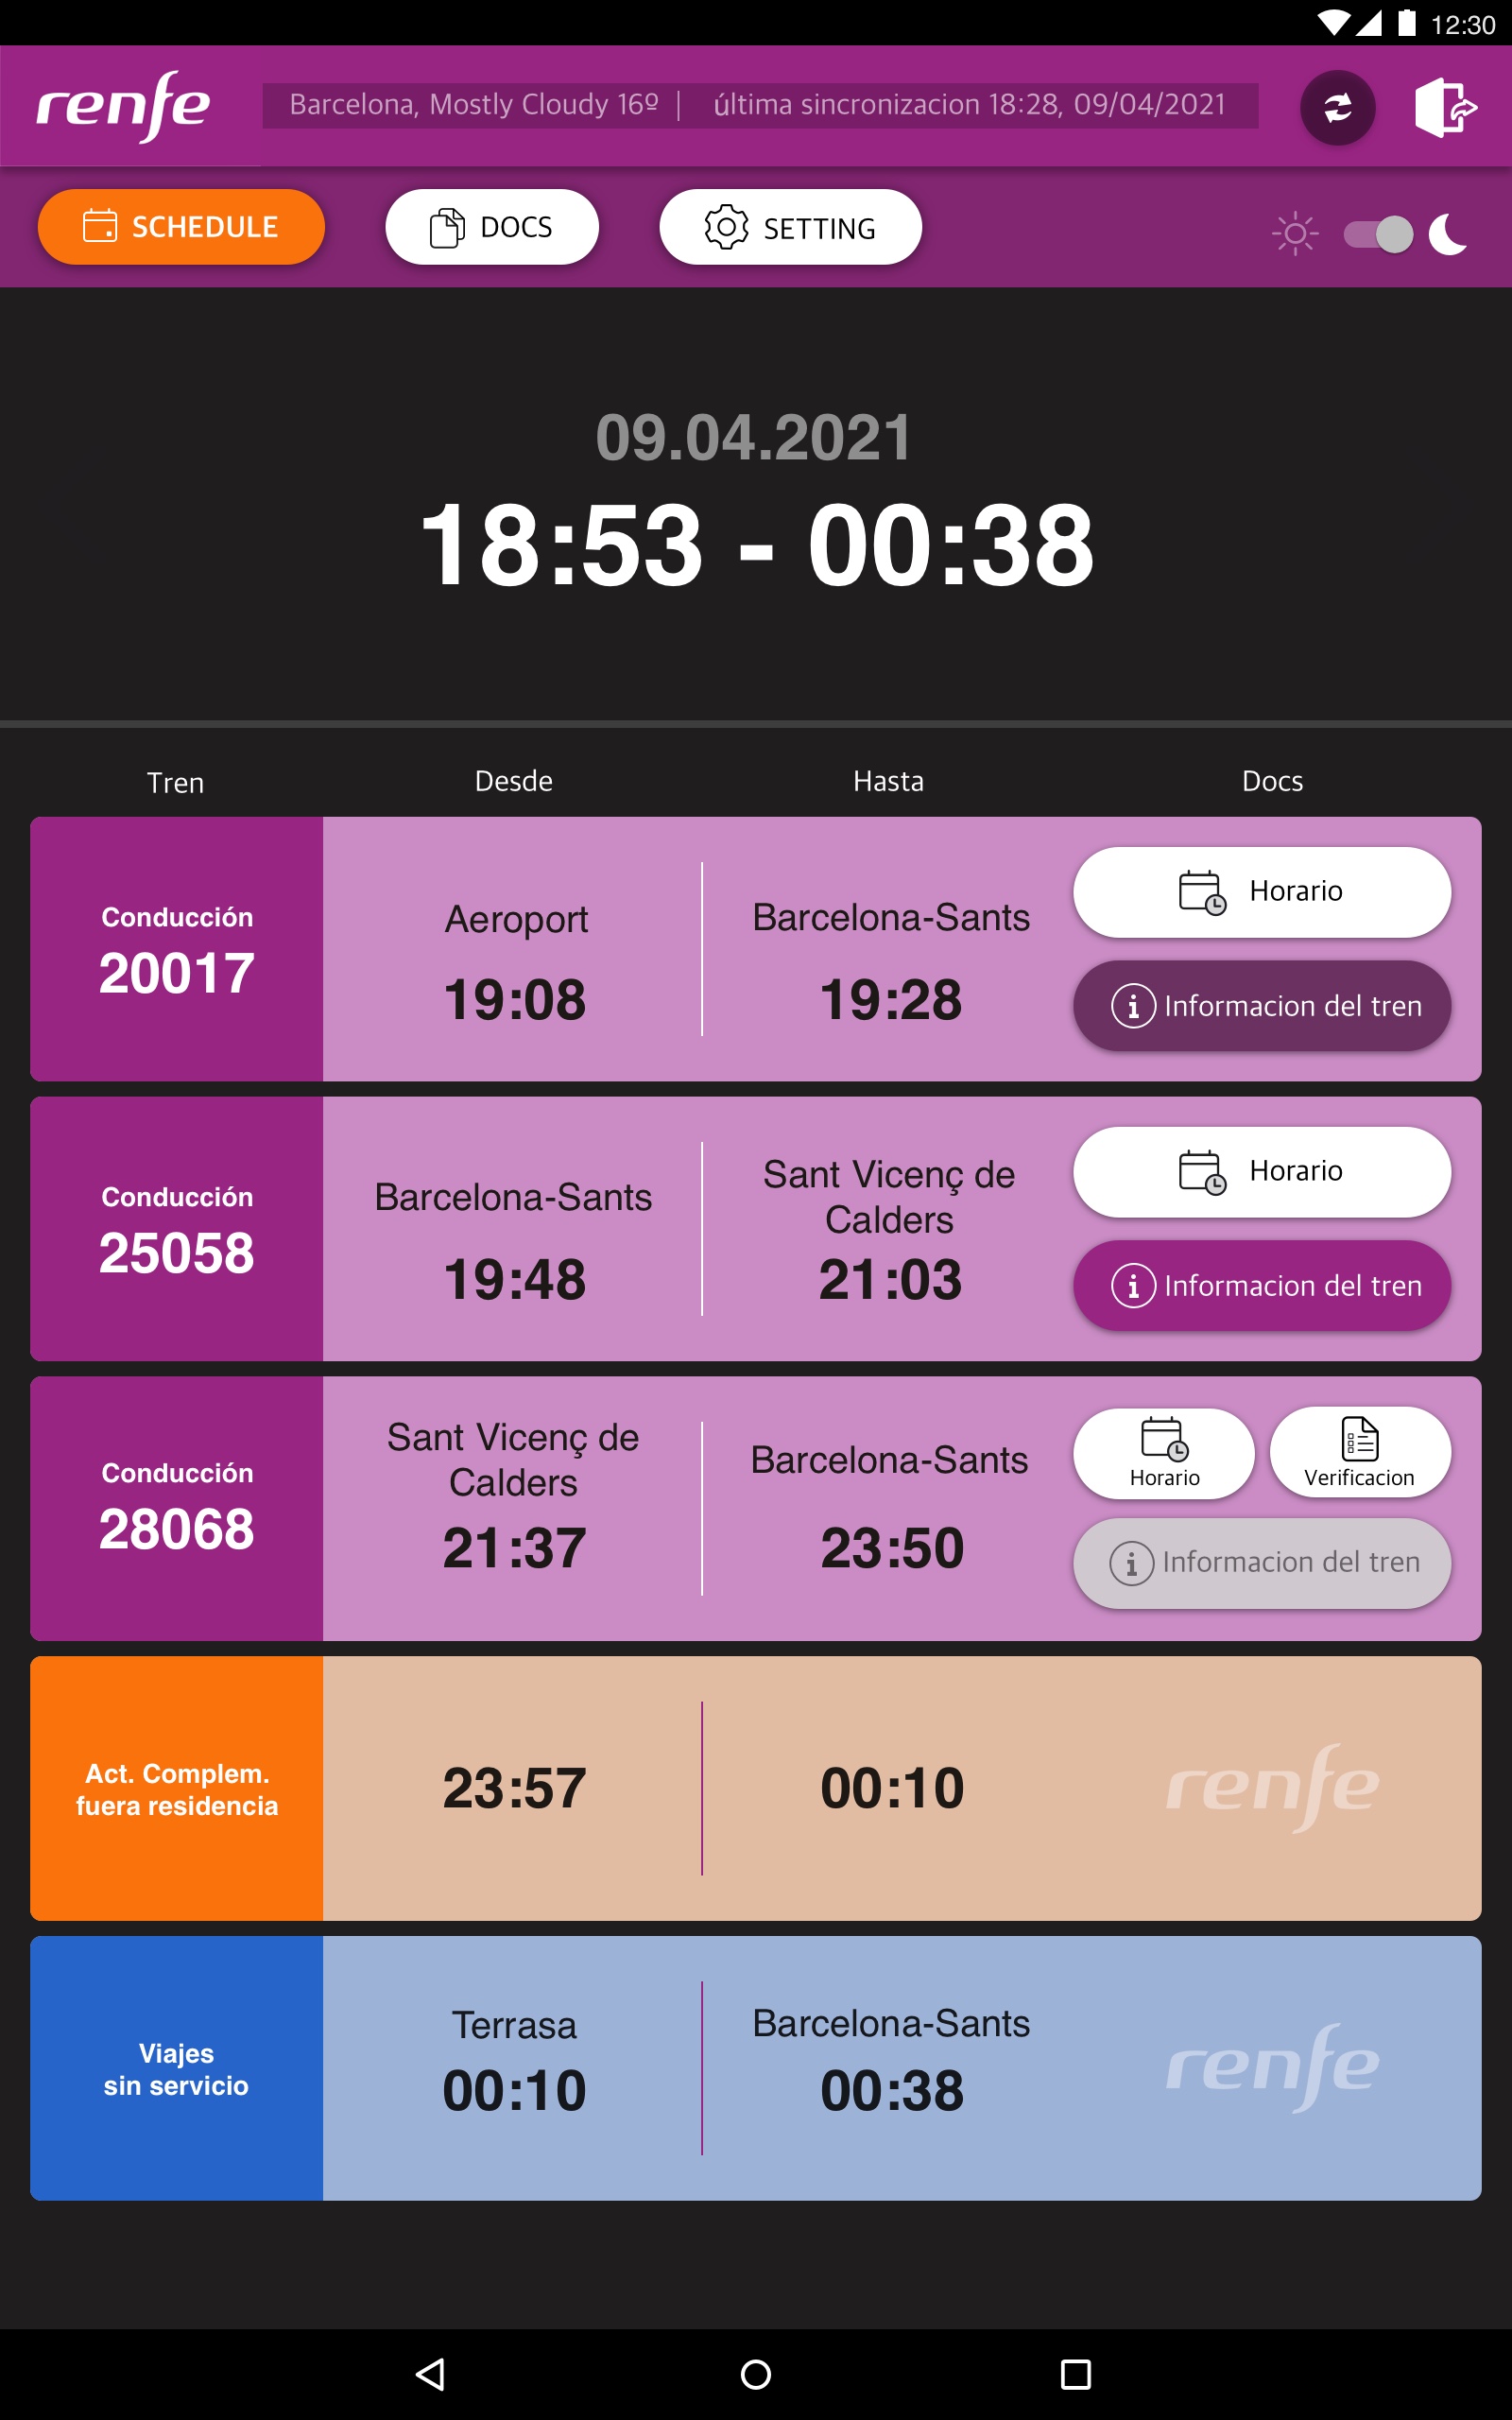 12:30
renfe
Barcelona, Mostly Cloudy 16º | última sincronizacion 18:28, 09/04/2021
SCHEDULE DOCS SETTING
09.04.2021
18:53 - 00:38
Tren Desde Hasta Docs
Conducción
20017
Aeroport
19:08
Barcelona-Sants
19:28
Horario
Informacion del tren
Conducción
25058
Barcelona-Sants
19:48
Sant Vicenç de
Calders
21:03
Horario
Informacion del tren
Conducción
28068
Sant Vicenç de
Calders
21:37
Barcelona-Sants
23:50
Horario
Verificacion
Informacion del tren
Act. Complem.
fuera residencia
23:57
00:10
renfe
Viajes
sin servicio
Terrasa
00:10
Barcelona-Sants
00:38
renfe